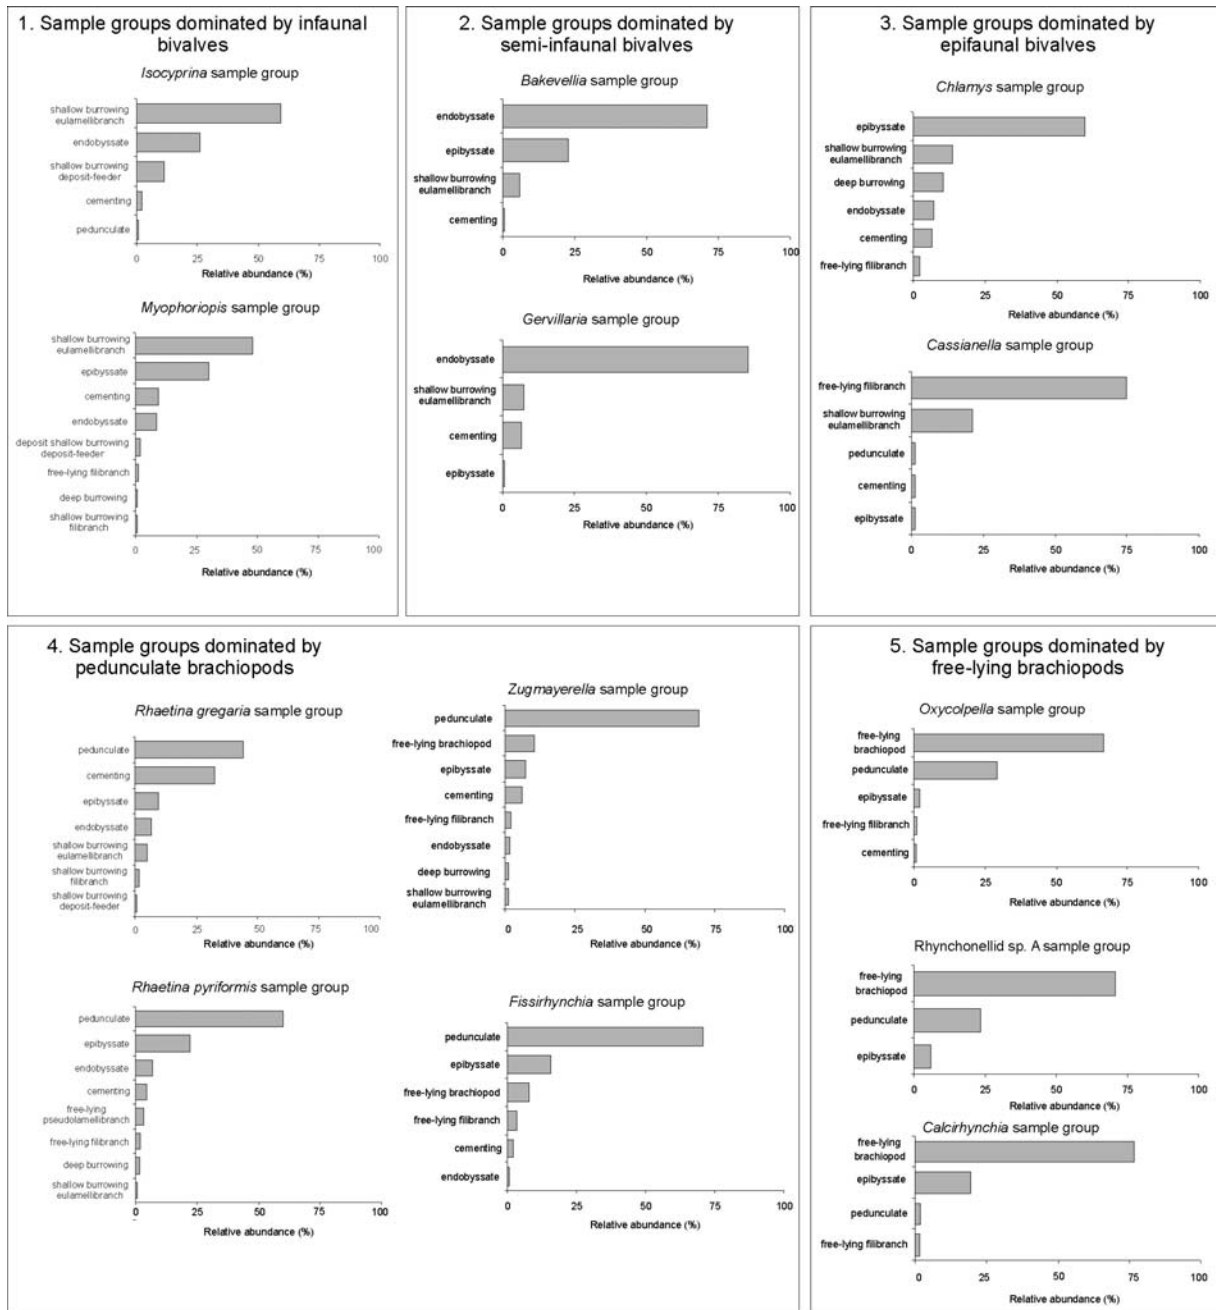 1. Sample groups dominated by infaunal
bivalves
Isocyprina sample group
shallow burrowing
eulamellibranch
endobyssate
shallow burrowing
deposit-feeder
cementing
pedunculate
0 25 50 75 100
Relative abundance (%)
Myophoriopis sample group
shallow burrowing
eulamellibranch
epibyssate
cementing
endobyssate
deposit shallow burrowing
deposit-feeder
free-lying filibranch
deep burrowing
shallow burrowing
filibranch
0 25 50 75 100
Relative abundance (%)
2. Sample groups dominated by
semi-infaunal bivalves
Bakevellia sample group
endobyssate
epibyssate
shallow burrowing
eulamellibranch
cementing
0 25 50 75 100
Relative abundance (%)
Gervillaria sample group
endobyssate
shallow burrowing
eulamellibranch
cementing
epibyssate
0 25 50 75 100
Relative abundance (%)
3. Sample groups dominated by
epifaunal bivalves
Chlamys sample group
epibyssate
shallow burrowing
eulamellibranch
deep burrowing
endobyssate
cementing
free-lying filibranch
0 25 50 75 100
Relative abundance (%)
Cassianella sample group
free-lying filibranch
shallow burrowing
eulamellibranch
pedunculate
cementing
epibyssate
0 25 50 75 100
Relative abundance (%)
4. Sample groups dominated by
pedunculate brachiopods
Rhaetina gregaria sample group
pedunculate
cementing
epibyssate
endobyssate
shallow burrowing
eulamellibranch
shallow burrowing
filibranch
shallow burrowing
deposit-feeder
0 25 50 75 100
Relative abundance (%)
Rhaetina pyriformis sample group
pedunculate
epibyssate
endobyssate
cementing
free-lying
pseudolamellibranch
free-lying filibranch
deep burrowing
shallow burrowing
eulamellibranch
0 25 50 75 100
Relative abundance (%)
Zugmayerella sample group
pedunculate
free-lying brachiopod
epibyssate
cementing
free-lying filibranch
endobyssate
deep burrowing
shallow burrowing
eulamellibranch
0 25 50 75 100
Relative abundance (%)
Fissirhynchia sample group
pedunculate
epibyssate
free-lying brachiopod
free-lying filibranch
cementing
endobyssate
0 25 50 75 100
Relative abundance (%)
5. Sample groups dominated by
free-lying brachiopods
Oxycolpella sample group
free-lying
brachiopod
pedunculate
epibyssate
free-lying filibranch
cementing
0 25 50 75 100
Relative abundance (%)
Rhynchonellid sp. A sample group
free-lying
brachiopod
pedunculate
epibyssate
0 25 50 75 100
Relative abundance (%)
Calcirhynchia sample group
free-lying
brachiopod
epibyssate
pedunculate
free-lying filibranch
0 25 50 75 100
Relative abundance (%)